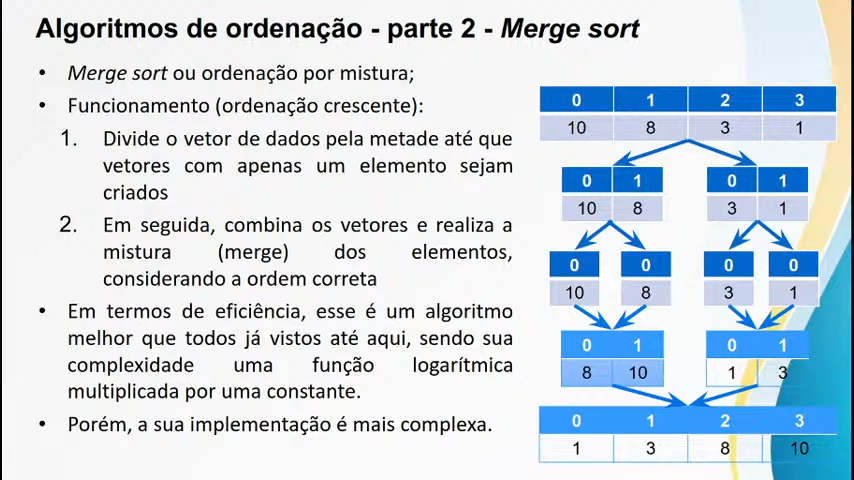 Algoritmos de ordenação - parte 2 - Merge sort
• Merge sort ou ordenação por mistura;
• Funcionamento (ordenação crescente):
1. Divide o vetor de dados pela metade até que
vetores com apenas um elemento sejam
criados
2. Em seguida, combina os vetores e realiza a
mistura (merge) dos elementos,
considerando a ordem correta
• Em termos de eficiência, esse é um algoritmo
melhor que todos já vistos até aqui, sendo sua
complexidade uma função logarítmica
multiplicada por uma constante.
• Porém, a sua implementação é mais complexa.
0 1 2 3
10 8 3 1
0 1 0 1
10 8 3 1
0 0 0 0
10 8 3 1
0 1 0 1
8 10 1 3
0 1 2 3
1 3 8 10